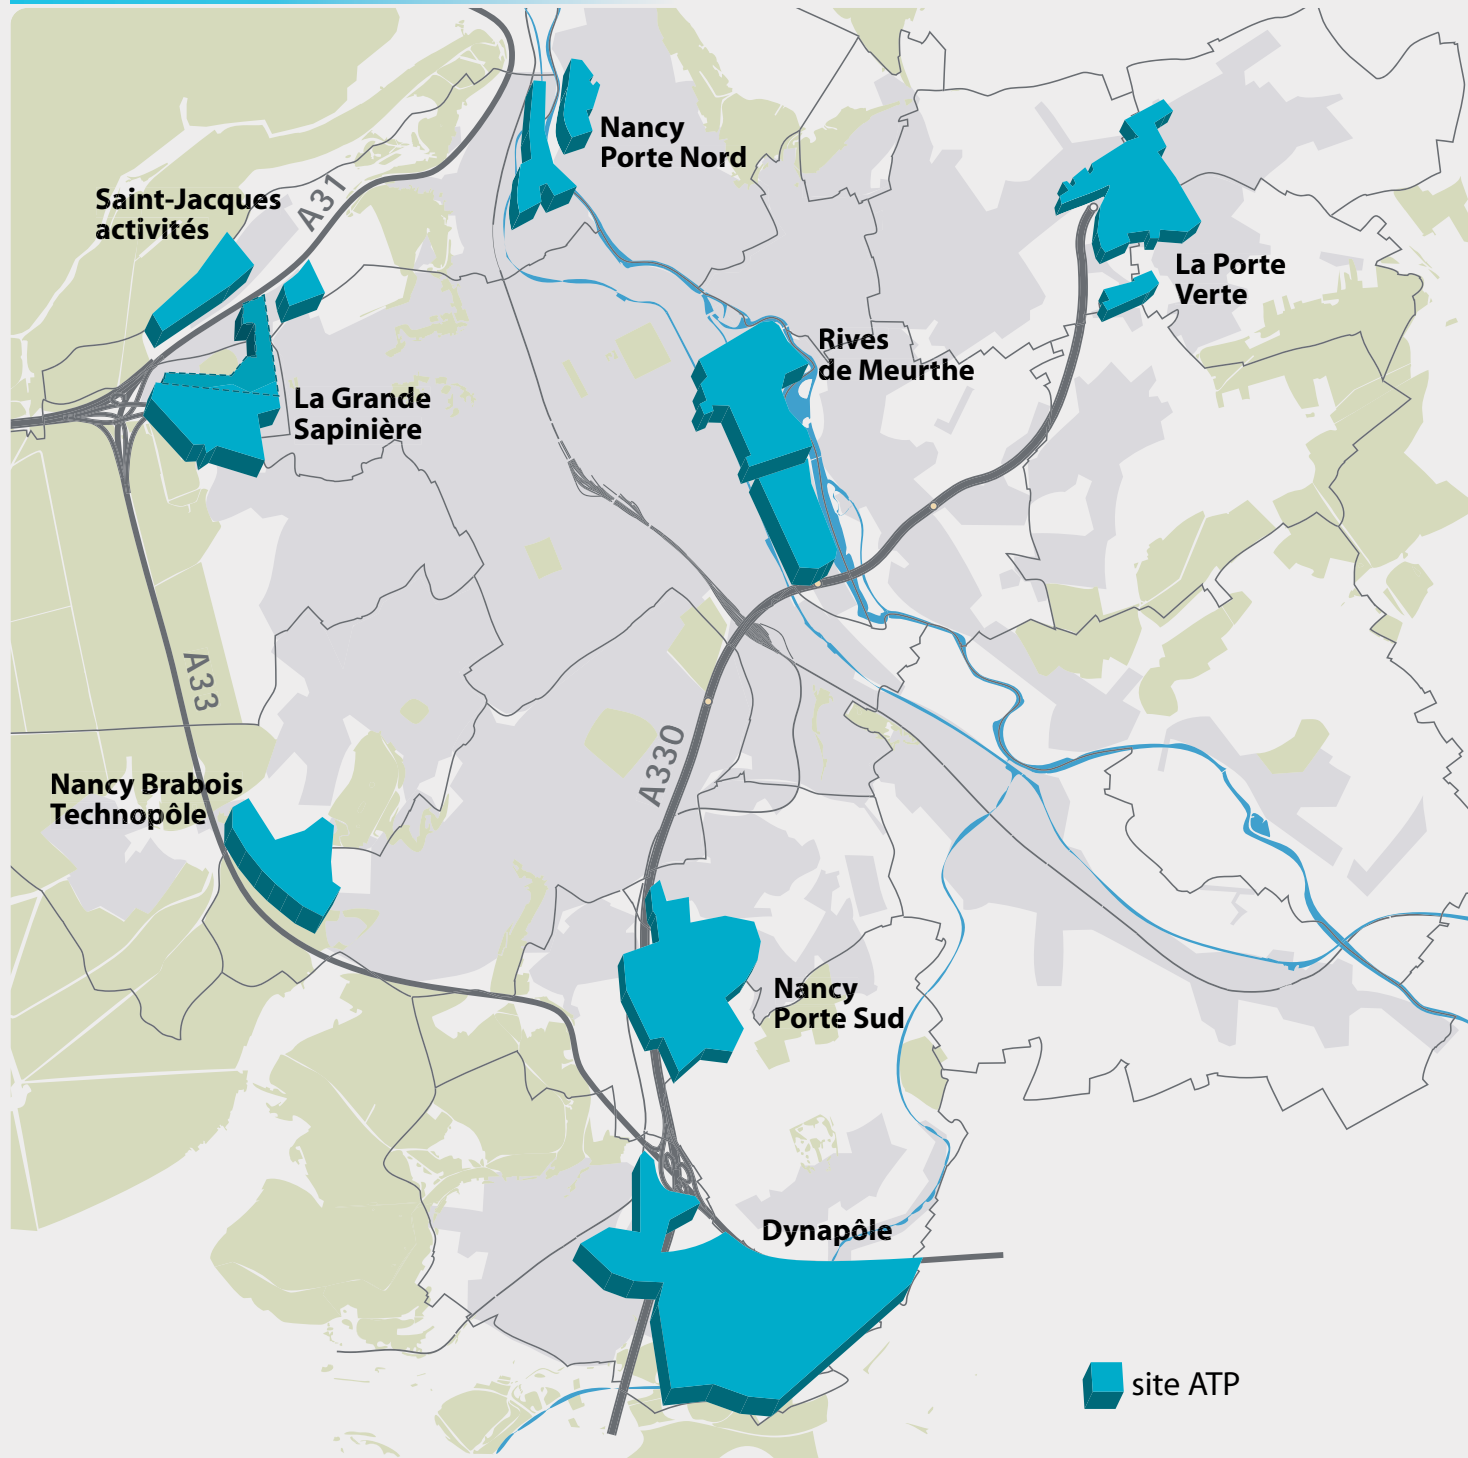 Nancy
Porte Nord
Saint-Jacques
activités
A31
La Porte
Verte
Rives
de Meurthe
La Grande
Sapinière
A33
A330
Nancy Brabois
Technopôle
Nancy
Porte Sud
Dynapôle
site ATP